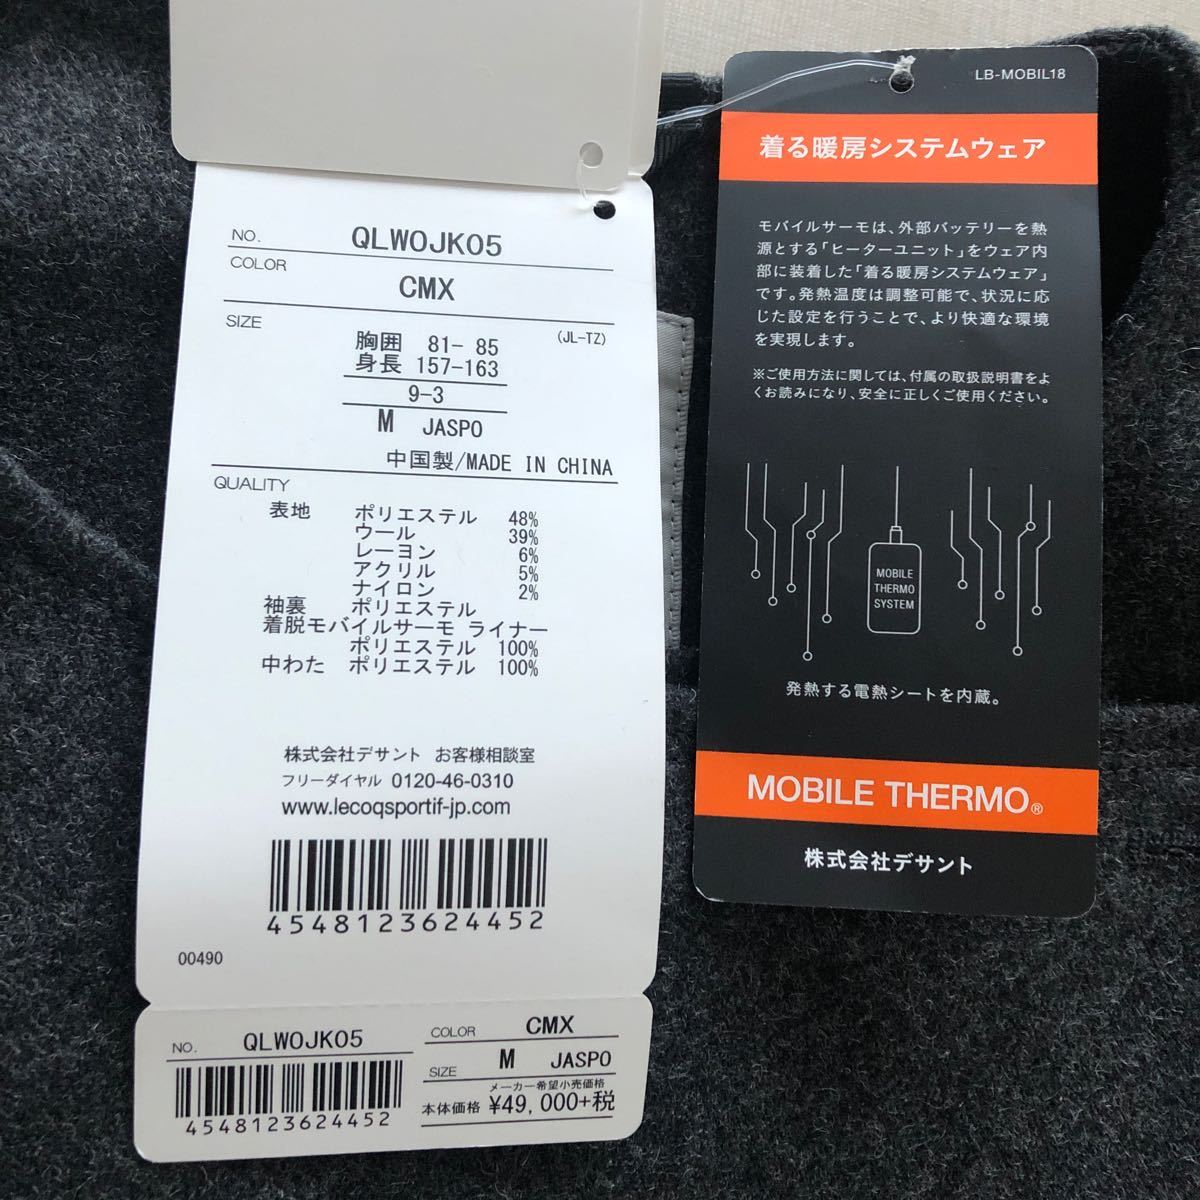 NO. QLWOJK05
COLOR
CMX
SIZE
(JL-TZ)
胸囲 81- 85
身長 157-163
9-3
M JASPO
中国製/MADE IN CHINA
QUALITY
表地 ポリエステル 48%
ウール 39%
レーヨン 6%
アクリル 5%
ナイロン 2%
袖裏 ポリエステル
着脱モバイルサーモ ライナー
ポリエステル 100%
中わた ポリエステル 100%
株式会社デサント お客様相談室
フリーダイヤル 0120-46-0310
www.lecoqsportif-jp.com
4548123624452
00490
NO. QLWOJK05
4548123624452
COLOR CMX
SIZE M JASPO
メーカー希望小売価格
本体価格 ¥49,000+税
LB-MOBIL18
着る暖房システムウェア
モバイルサーモは、外部バッテリーを熱
源とする「ヒーターユニット」をウェア内
部に装着した「着る暖房システムウェア」
です。発熱温度は調整可能で、状況に応
じた設定を行うことで、より快適な環境
を実現します。
※ご使用方法に関しては、付属の取扱説明書をよ
くお読みになり、安全に正しくご使用ください。
MOBILE
THERMO
SYSTEM
発熱する電熱シートを内蔵。
MOBILE THERMO®
株式会社デサント